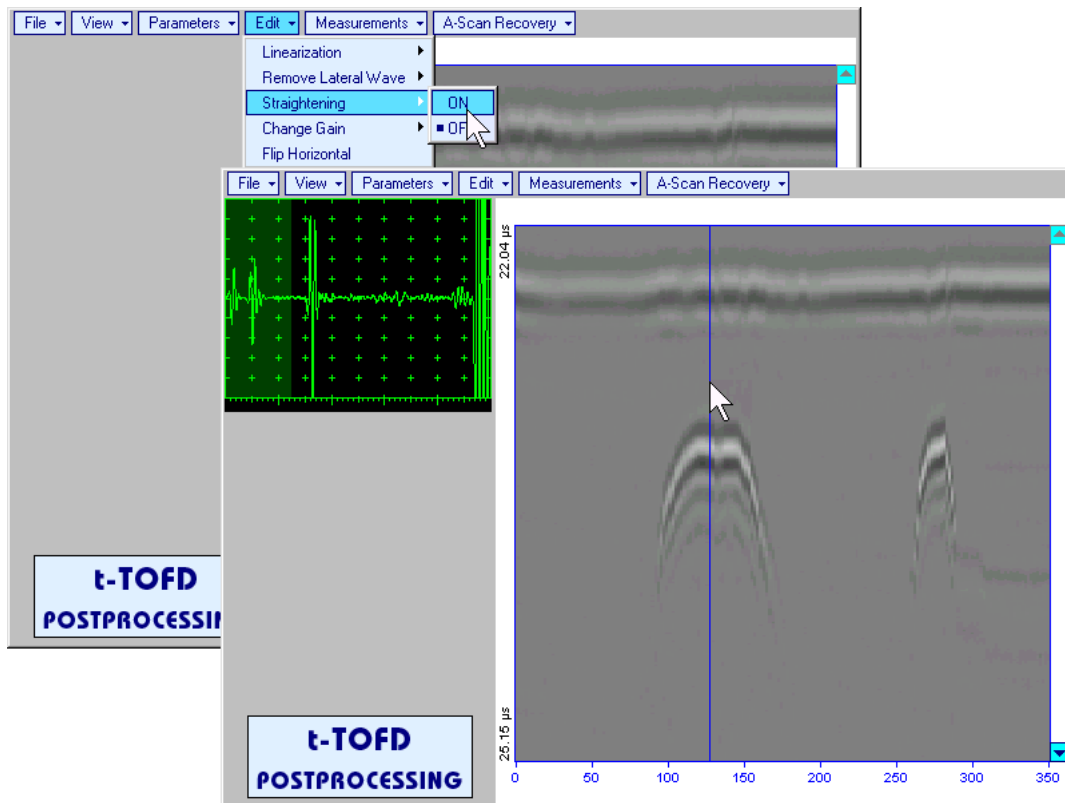 File View Parameters Edit Measurements A-Scan Recovery
Linearization
Remove Lateral Wave
Straightening
ON
Change Gain
Flip Horizontal
t-TOFD
File View Parameters Edit Measurements A-Scan Recovery
22.04 µs
25.15 µs
0 50 100 150 200 250 300 350
t-TOFD
POSTPROCESSING